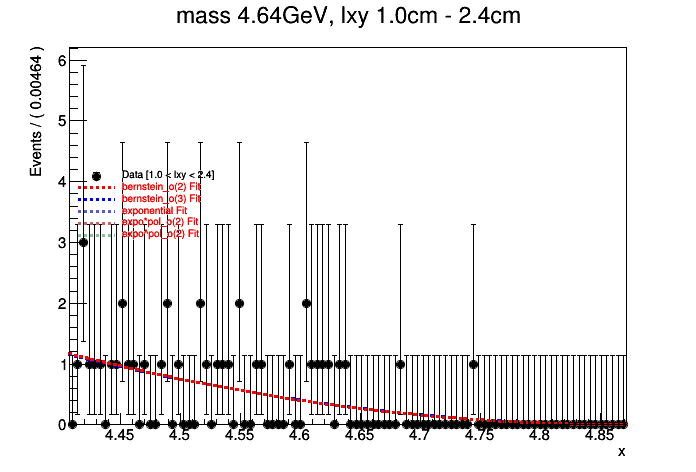 mass 4.64GeV, lxy 1.0cm - 2.4cm
Events / ( 0.00464 )
6
5
4
3
2
1
0
Data [1.0 < lxy < 2.4]
bernstein_o(2) Fit
bernstein_o(3) Fit
exponential Fit
expo*pol_o(2) Fit
expo*pol_o(2) Fit
4.45 4.5 4.55 4.6 4.65 4.7 4.75 4.8 4.85
x